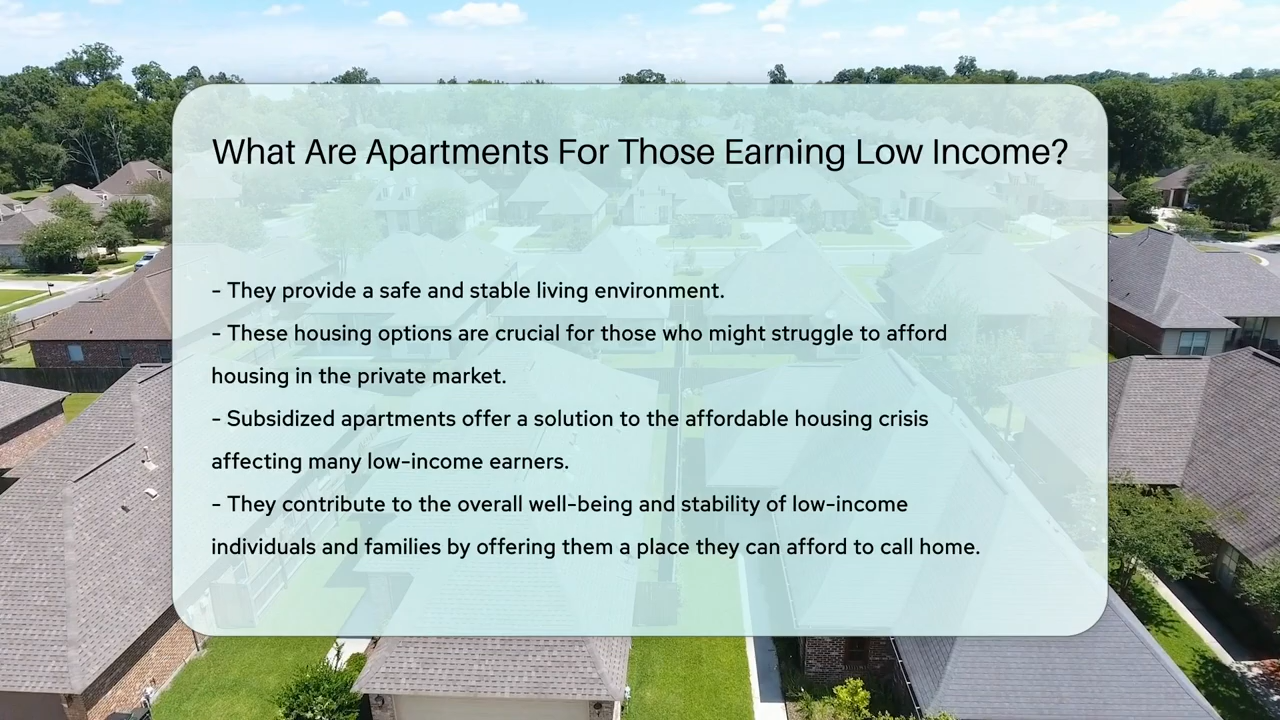 What Are Apartments For Those Earning Low Income?
- They provide a safe and stable living environment.
- These housing options are crucial for those who might struggle to afford
housing in the private market.
- Subsidized apartments offer a solution to the affordable housing crisis
affecting many low-income earners.
- They contribute to the overall well-being and stability of low-income
individuals and families by offering them a place they can afford to call home.